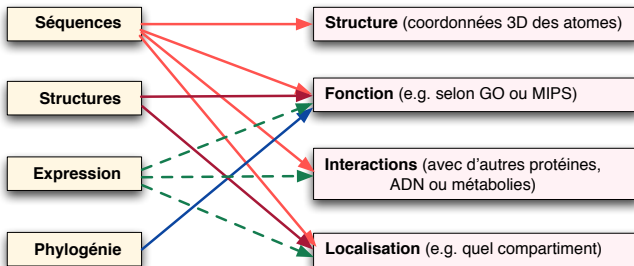 Séquences
Structure (coordonnées 3D des atomes)
Structures
Fonction (e.g. selon GO ou MIPS)
Expression
Interactions (avec d'autres protéines,
ADN ou métabolies)
Phylogénie
Localisation (e.g. quel compartiment)